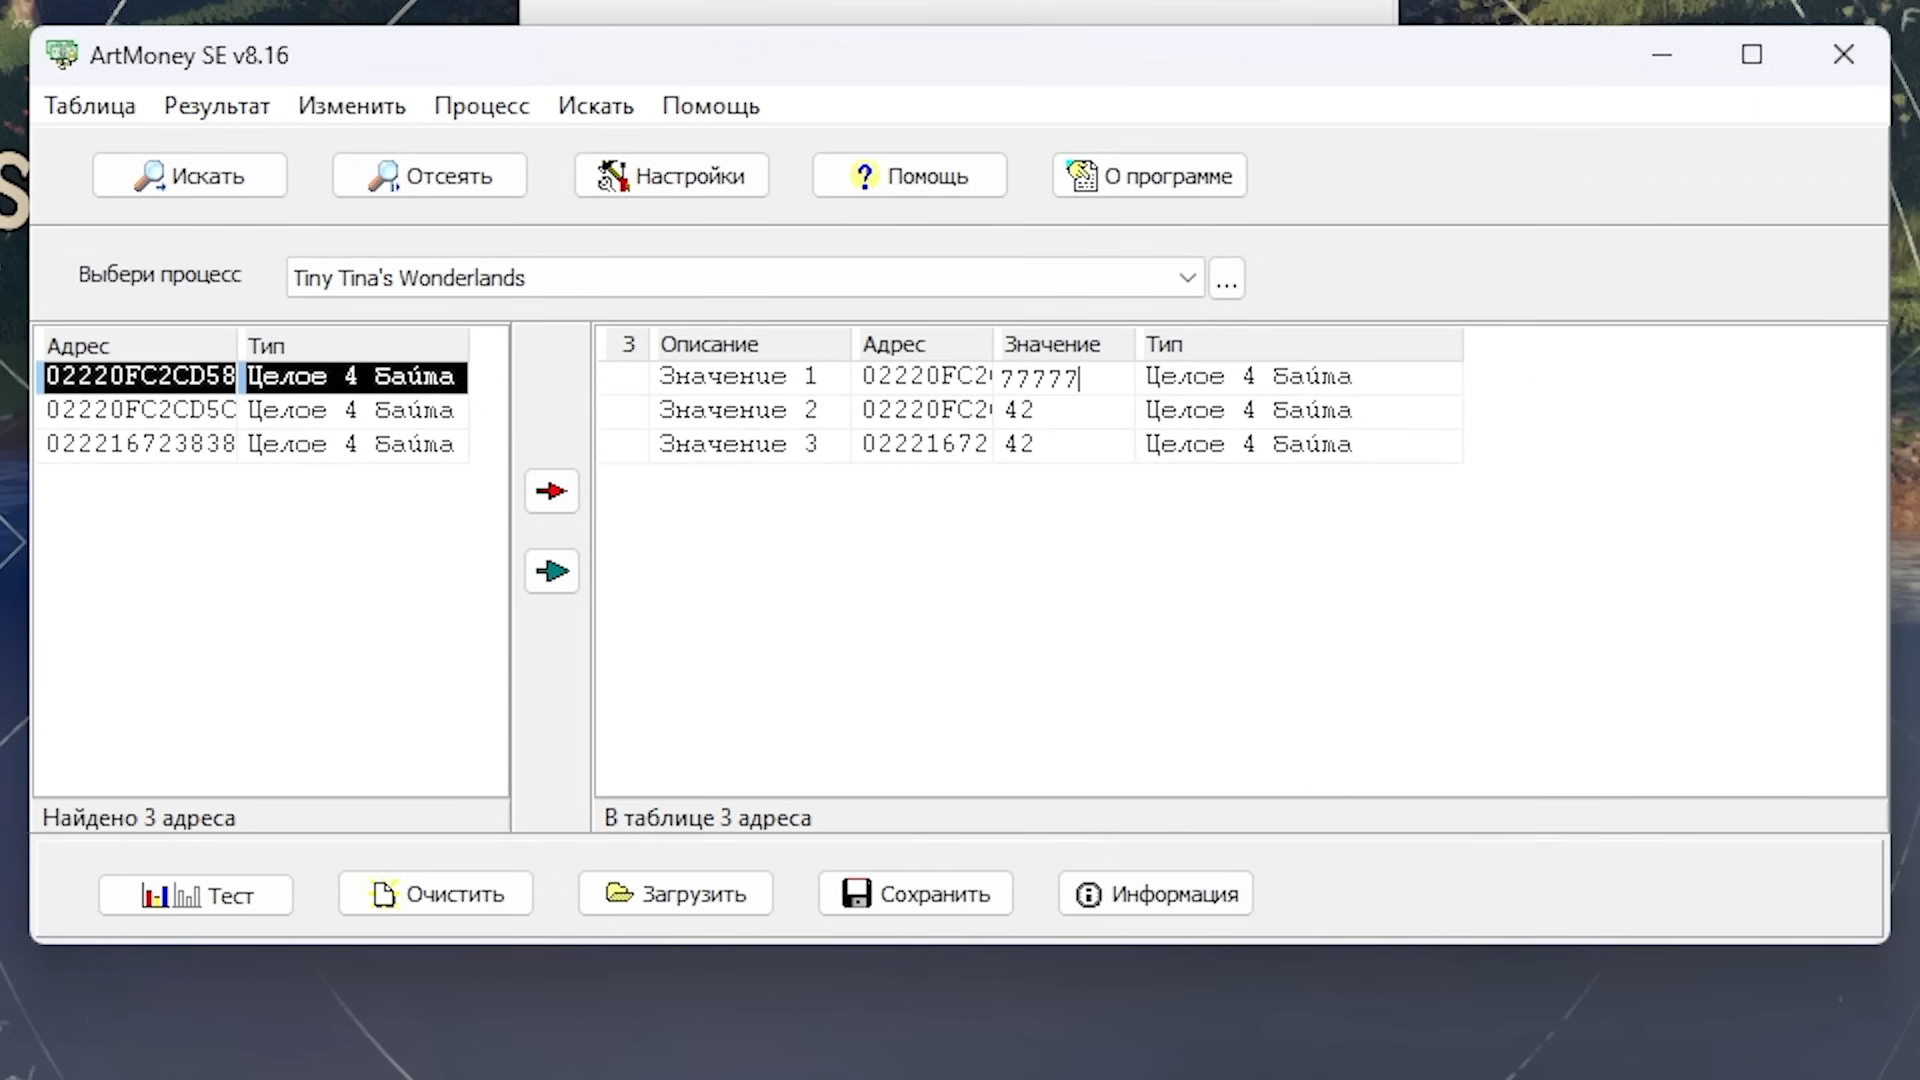 ArtMoney SE v8.16
Таблица Результат Изменить Процесс Искать Помощь
Искать Отсеять Настройки Помощь О программе
Выбери процесс Tiny Tina's Wonderlands ...
Адрес Тип
02220FC2CD58 Целое 4 байта
02220FC2CD5C Целое 4 байта
022216723838 Целое 4 байта
З Описание Адрес Значение Тип
Значение 1 02220FC2 77777 Целое 4 байта
Значение 2 02220FC2 42 Целое 4 байта
Значение 3 02221672 42 Целое 4 байта
Найдено 3 адреса
В таблице 3 адреса
Тест Очистить Загрузить Сохранить Информация